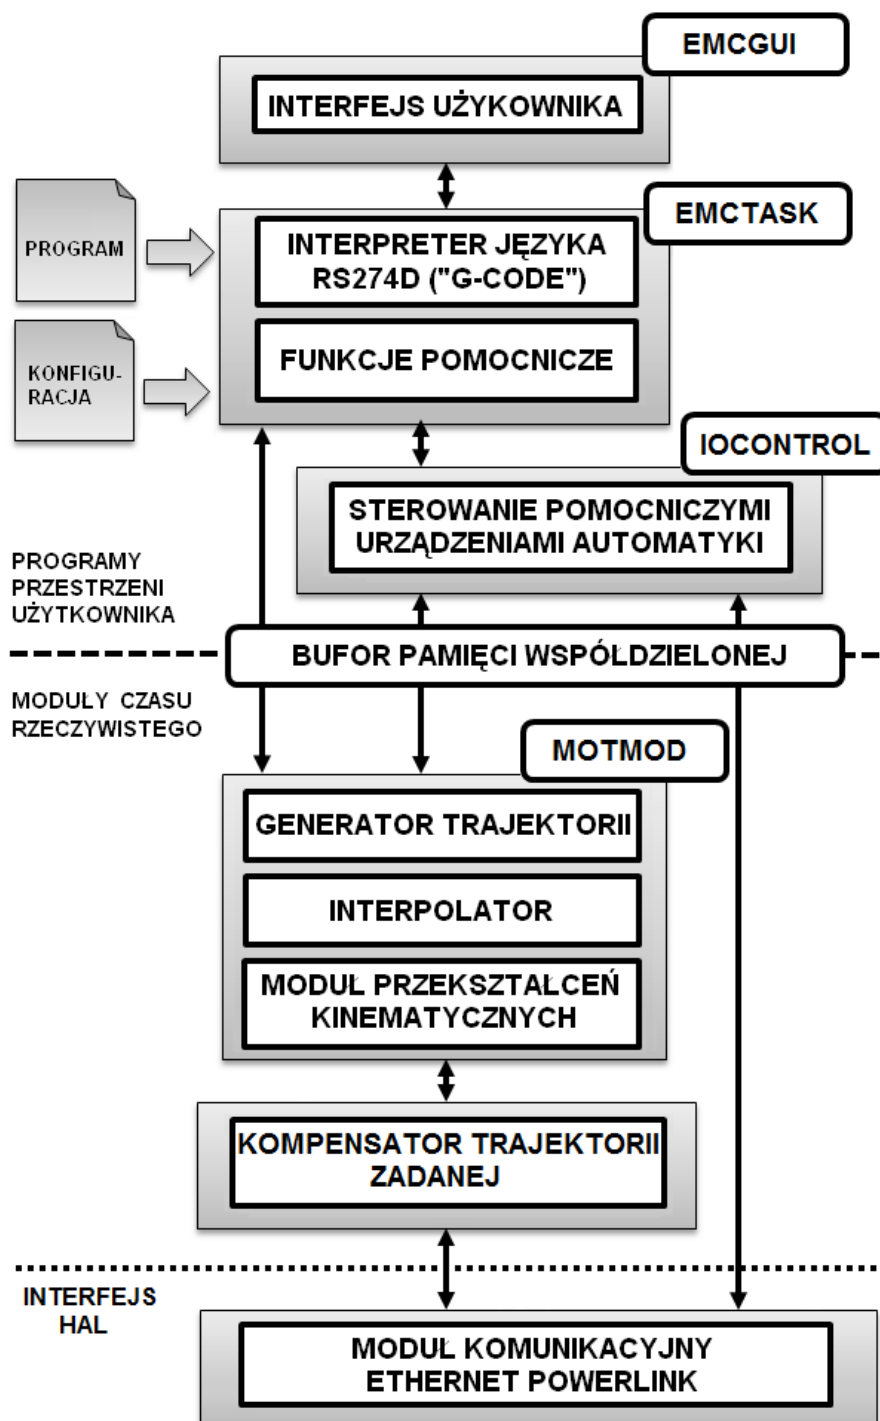 EMCGUI
INTERFEJS UŻYKOWNIKA
EMCTASK
PROGRAM
INTERPRETER JĘZYKA
RS274D ("G-CODE")
KONFIGU-
RACJA
FUNKCJE POMOCNICZE
IOCONTROL
STEROWANIE POMOCNICZYMI
URZĄDZENIAMI AUTOMATYKI
PROGRAMY
PRZESTRZENI
UŻYTKOWNIKA
BUFOR PAMIĘCI WSPÓŁDZIELONEJ
MODUŁY CZASU
RZECZYWISTEGO
MOTMOD
GENERATOR TRAJEKTORII
INTERPOLATOR
MODUŁ PRZEKSZTAŁCEŃ
KINEMATYCZNYCH
KOMPENSATOR TRAJEKTORII
ZADANEJ
INTERFEJS
HAL
MODUŁ KOMUNIKACYJNY
ETHERNET POWERLINK